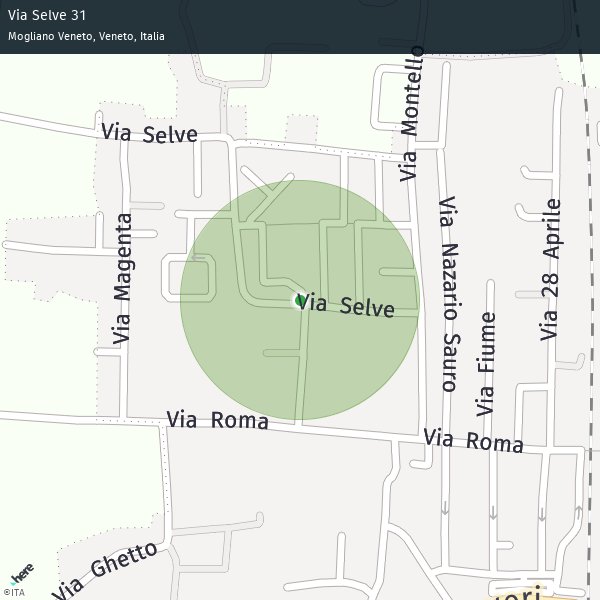 Via Selve 31
Mogliano Veneto, Veneto, Italia
Via Montello
Via Selve
Via Magenta
Via Nazario Sauro
Via 28 Aprile
Via Selve
Via Fiume
Via Roma
Via Roma
Via Ghetto
here
©ITA